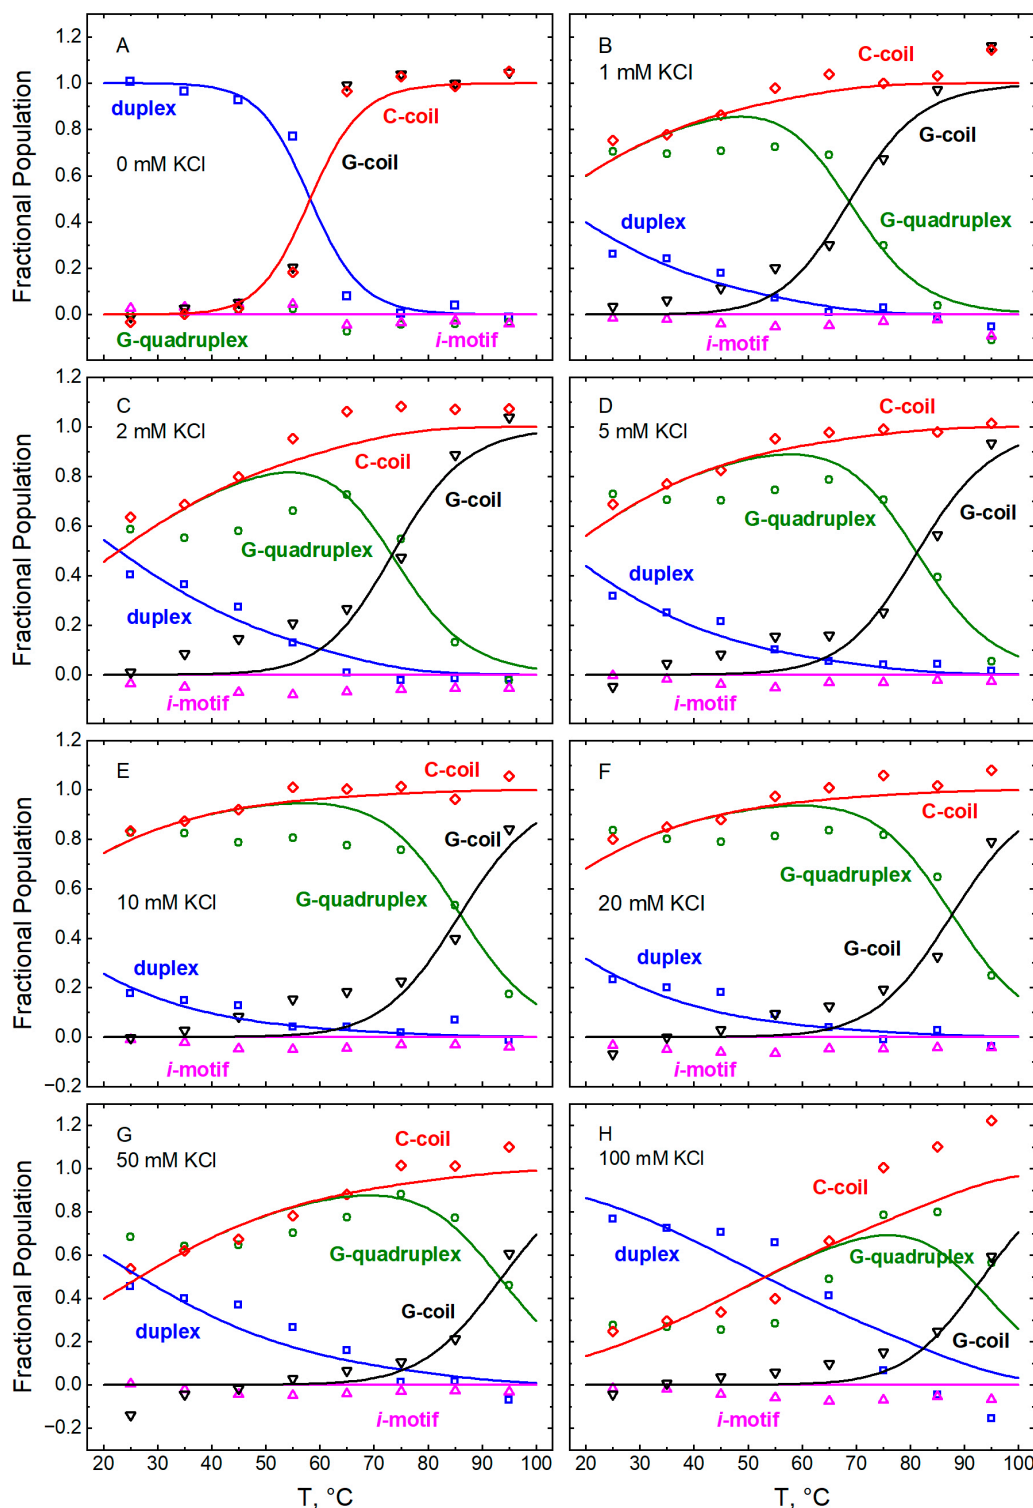 A
duplex
0 mM KCl
C-coil
G-coil
G-quadruplex
i-motif
1.2
1.0
0.8
0.6
0.4
0.2
0.0
Fractional Population
B
1 mM KCl
C-coil
G-coil
duplex
G-quadruplex
i-motif
C
2 mM KCl
C-coil
G-coil
G-quadruplex
duplex
i-motif
1.2
1.0
0.8
0.6
0.4
0.2
0.0
Fractional Population
D
5 mM KCl
C-coil
G-coil
G-quadruplex
duplex
i-motif
E
C-coil
G-coil
10 mM KCl
G-quadruplex
duplex
i-motif
1.2
1.0
0.8
0.6
0.4
0.2
0.0
−0.2
Fractional Population
F
C-coil
G-quadruplex
20 mM KCl
G-coil
duplex
i-motif
G
50 mM KCl
C-coil
G-quadruplex
G-coil
duplex
i-motif
1.2
1.0
0.8
0.6
0.4
0.2
0.0
−0.2
Fractional Population
20 30 40 50 60 70 80 90 100
T, °C
H
100 mM KCl
C-coil
duplex
G-quadruplex
G-coil
i-motif
20 30 40 50 60 70 80 90 100
T, °C